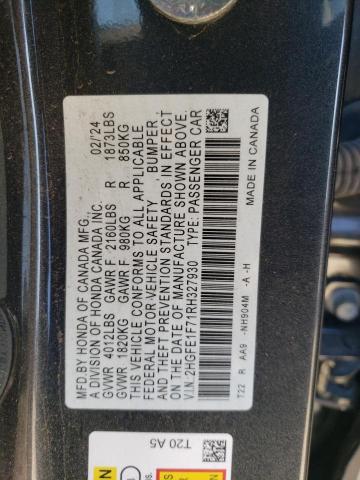 MFD BY HONDA OF CANADA MFG.,
A DIVISION OF HONDA CANADA INC. 02/24
GVWR 4012LBS GAWR F 2160LBS R 1873LBS
GVWR 1820KG GAWR F 980KG R 850KG
THIS VEHICLE CONFORMS TO ALL APPLICABLE
FEDERAL MOTOR VEHICLE SAFETY BUMPER,
AND THEFT PREVENTION STANDARDS IN EFFECT
ON THE DATE OF MANUFACTURE SHOWN ABOVE.
V.I.N. 2HGFE1F71RH327930 TYPE: PASSENGER CAR
T22 R AA9 -NH904M -A -H MADE IN CANADA
T20 A5